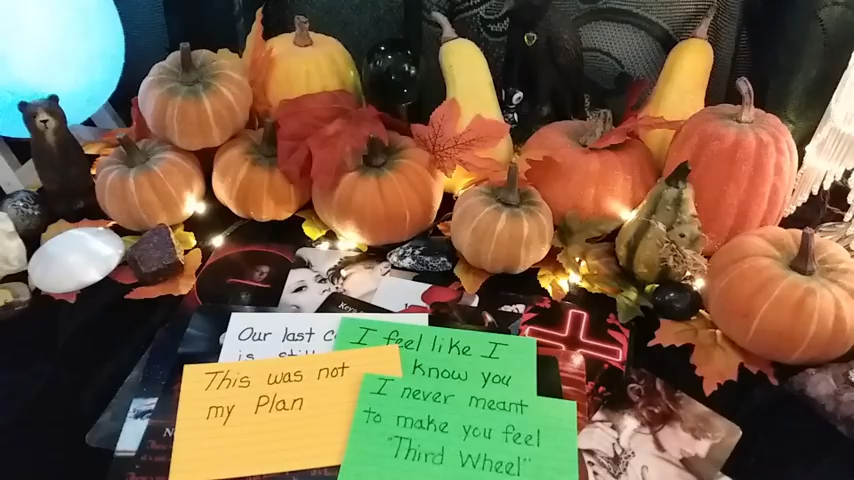 Our last c
is still
I feel like I
know you
This was not
my Plan
I never meant
to make you feel
"Third Wheel"